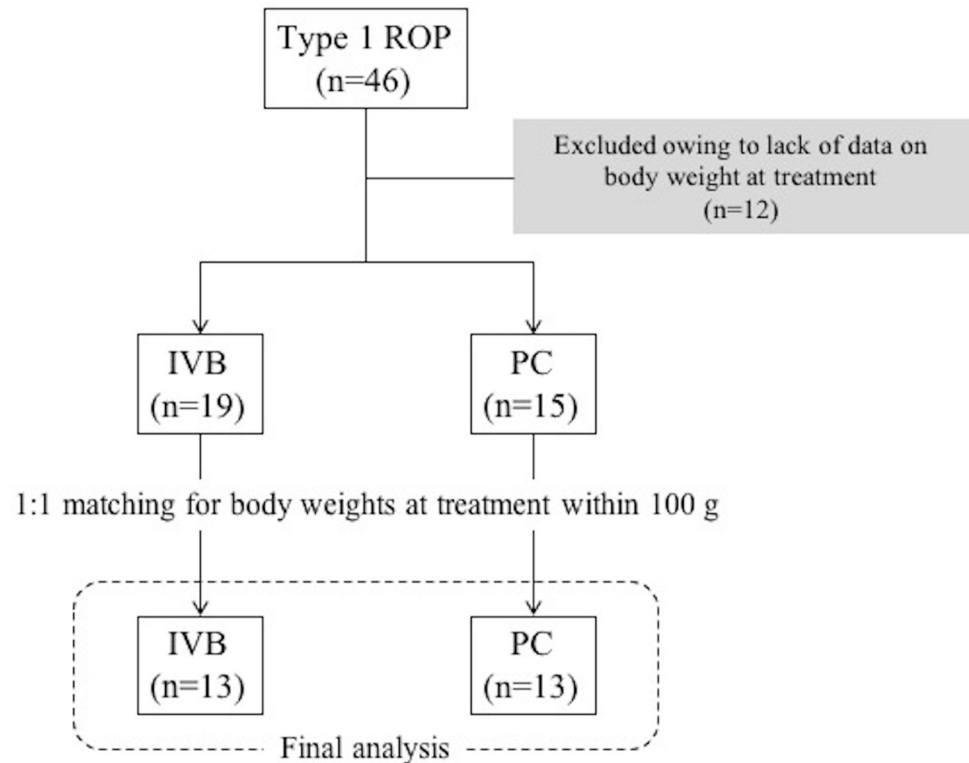 Type 1 ROP
(n=46)
Excluded owing to lack of data on
body weight at treatment
(n=12)
IVB
(n=19)
PC
(n=15)
1:1 matching for body weights at treatment within 100 g
IVB
(n=13)
PC
(n=13)
Final analysis